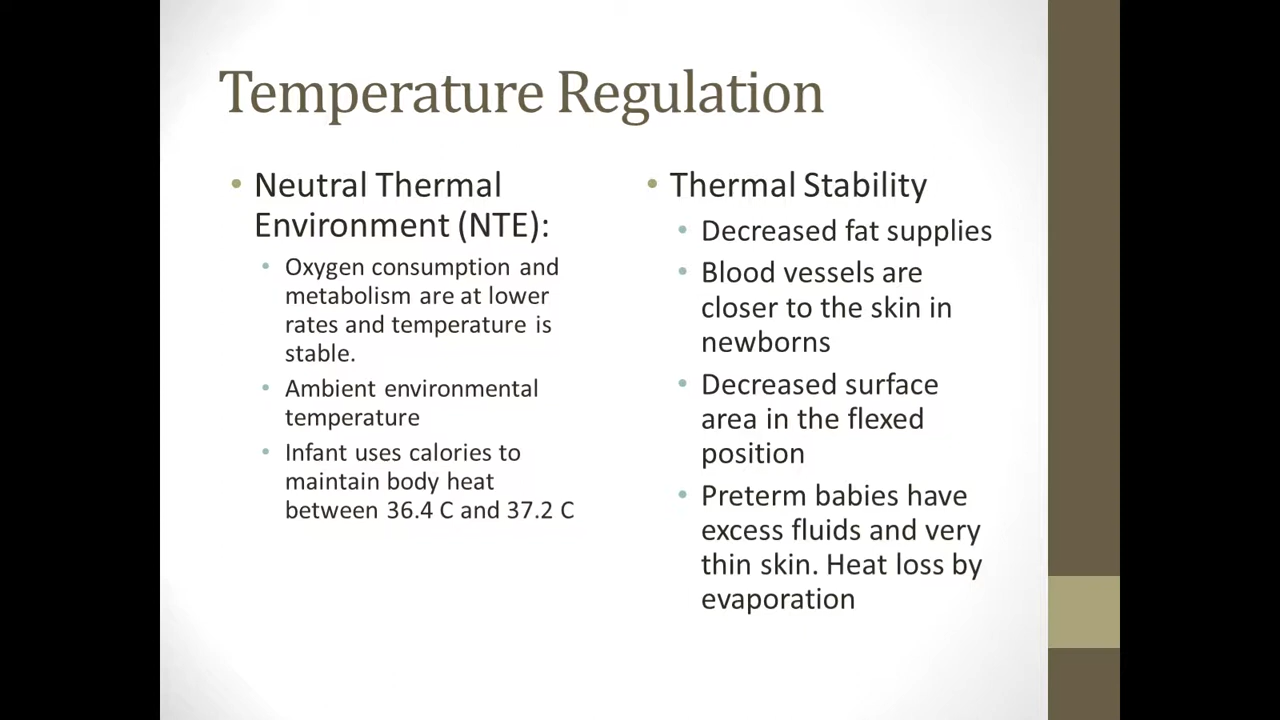 Temperature Regulation
• Neutral Thermal
Environment (NTE):
• Oxygen consumption and
metabolism are at lower
rates and temperature is
stable.
• Ambient environmental
temperature
• Infant uses calories to
maintain body heat
between 36.4 C and 37.2 C
• Thermal Stability
• Decreased fat supplies
• Blood vessels are
closer to the skin in
newborns
• Decreased surface
area in the flexed
position
• Preterm babies have
excess fluids and very
thin skin. Heat loss by
evaporation